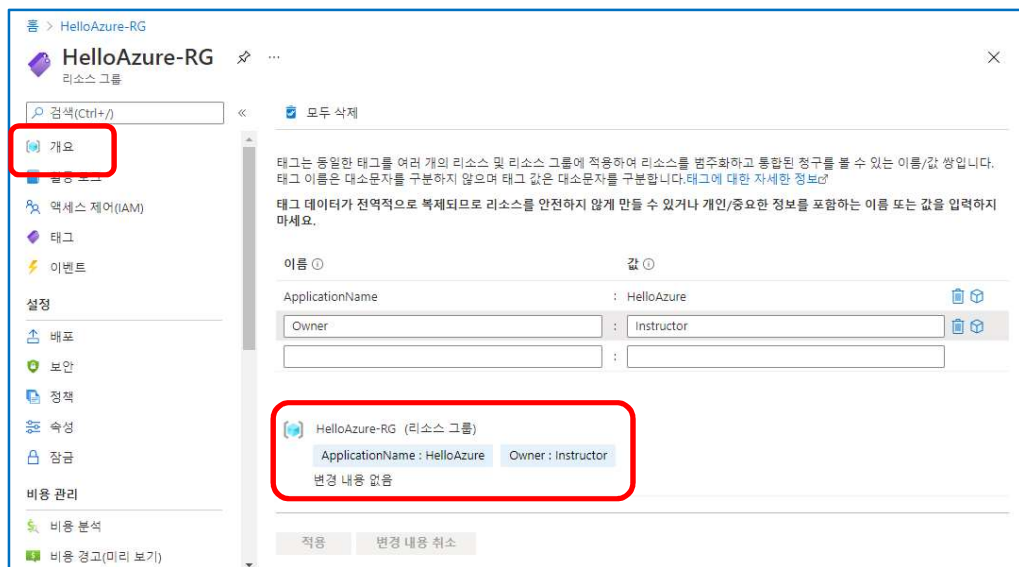 홈 > HelloAzure-RG
HelloAzure-RG
리소스 그룹
검색(Ctrl+/)
모두 삭제
개요
액세스 제어(IAM)
태그
이벤트
설정
배포
보안
정책
속성
잠금
비용 관리
비용 분석
비용 경고(미리 보기)
태그는 동일한 태그를 여러 개의 리소스 및 리소스 그룹에 적용하여 리소스를 범주화하고 통합된 청구를 볼 수 있는 이름/값 쌍입니다.
태그 이름은 대소문자를 구분하지 않으며 태그 값은 대소문자를 구분합니다.태그에 대한 자세한 정보
태그 데이터가 전역적으로 복제되므로 리소스를 안전하지 않게 만들 수 있거나 개인/중요한 정보를 포함하는 이름 또는 값을 입력하지
마세요.
이름 값
ApplicationName : HelloAzure
Owner : Instructor
:
HelloAzure-RG (리소스 그룹)
ApplicationName : HelloAzure Owner : Instructor
변경 내용 없음
적용 변경 내용 취소